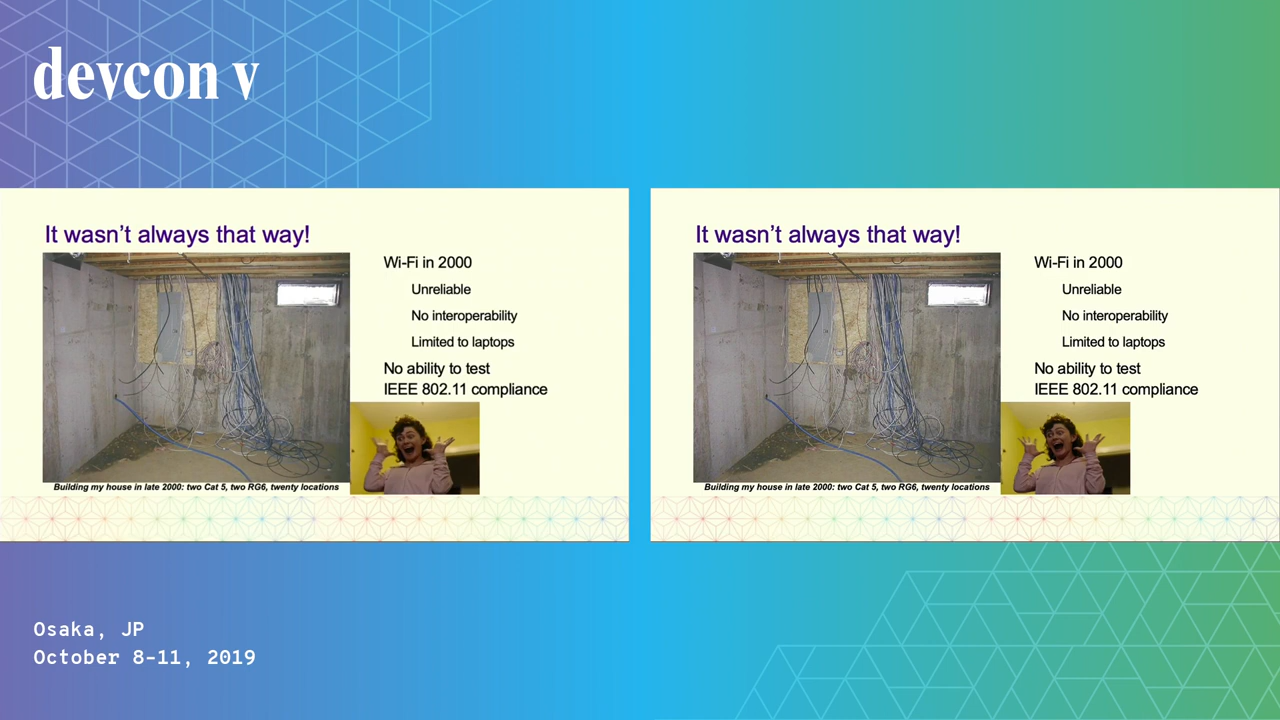 devcon v
It wasn't always that way!
Wi-Fi in 2000
Unreliable
No interoperability
Limited to laptops
No ability to test
IEEE 802.11 compliance
Building my house in late 2000: two Cat 5, two RG6, twenty locations
It wasn't always that way!
Wi-Fi in 2000
Unreliable
No interoperability
Limited to laptops
No ability to test
IEEE 802.11 compliance
Building my house in late 2000: two Cat 5, two RG6, twenty locations
Osaka, JP
October 8-11, 2019